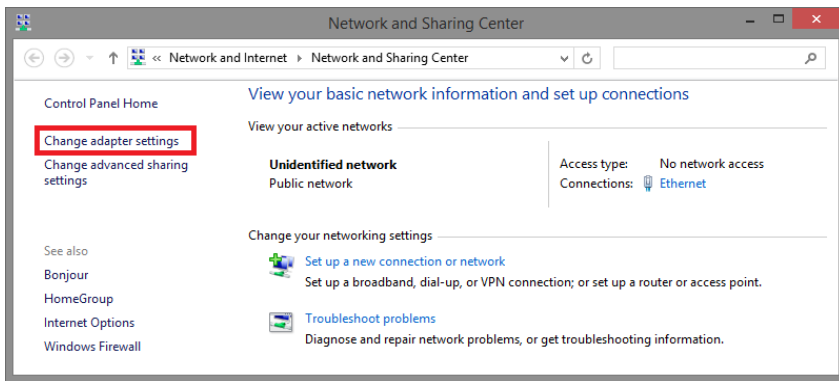 Network and Sharing Center
« Network and Internet Network and Sharing Center
Control Panel Home
Change adapter settings
Change advanced sharing
settings
See also
Bonjour
HomeGroup
Internet Options
Windows Firewall
View your basic network information and set up connections
View your active networks
Unidentified network
Public network
Access type: No network access
Connections: Ethernet
Change your networking settings
Set up a new connection or network
Set up a broadband, dial-up, or VPN connection; or set up a router or access point.
Troubleshoot problems
Diagnose and repair network problems, or get troubleshooting information.